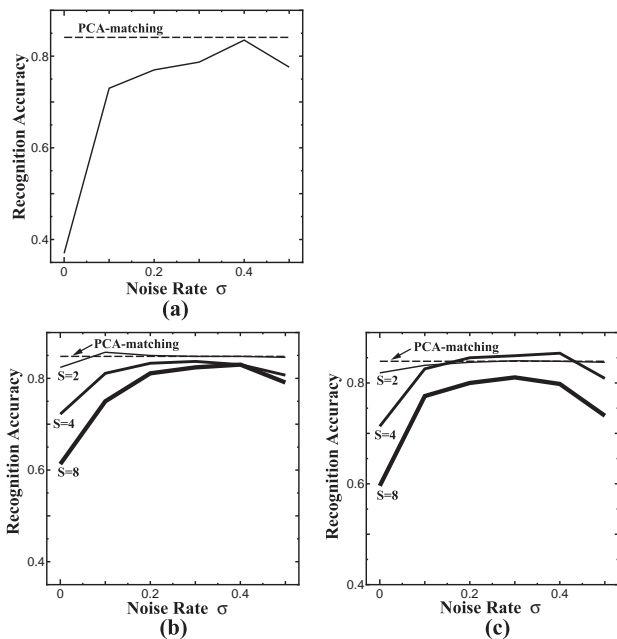 PCA-matching
0.8
0.6
0.4
Recognition Accuracy
0 0.2 0.4
Noise Rate σ
(a)
PCA-matching
S=2
S=4
S=8
0.8
0.6
0.4
Recognition Accuracy
0 0.2 0.4
Noise Rate σ
(b)
PCA-matching
S=2
S=4
S=8
0.8
0.6
0.4
Recognition Accuracy
0 0.2 0.4
Noise Rate σ
(c)